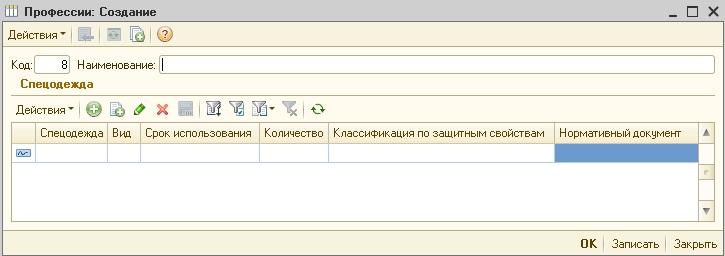 Профессии: Создание
Действия
Код: 8 Наименование:
Спецодежда
Действия
Спецодежда Вид Срок использования Количество Классификация по защитным свойствам Нормативный документ
OK Записать Закрыть